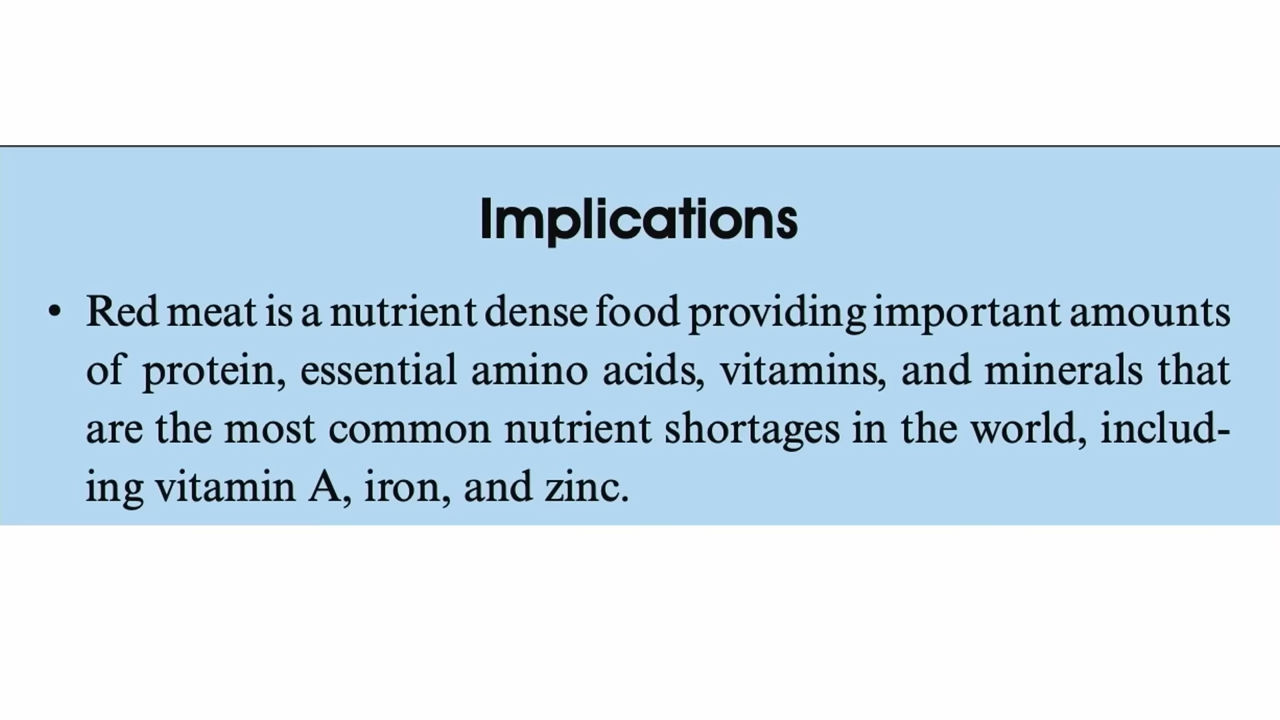 Implications
• Red meat is a nutrient dense food providing important amounts
of protein, essential amino acids, vitamins, and minerals that
are the most common nutrient shortages in the world, includ-
ing vitamin A, iron, and zinc.